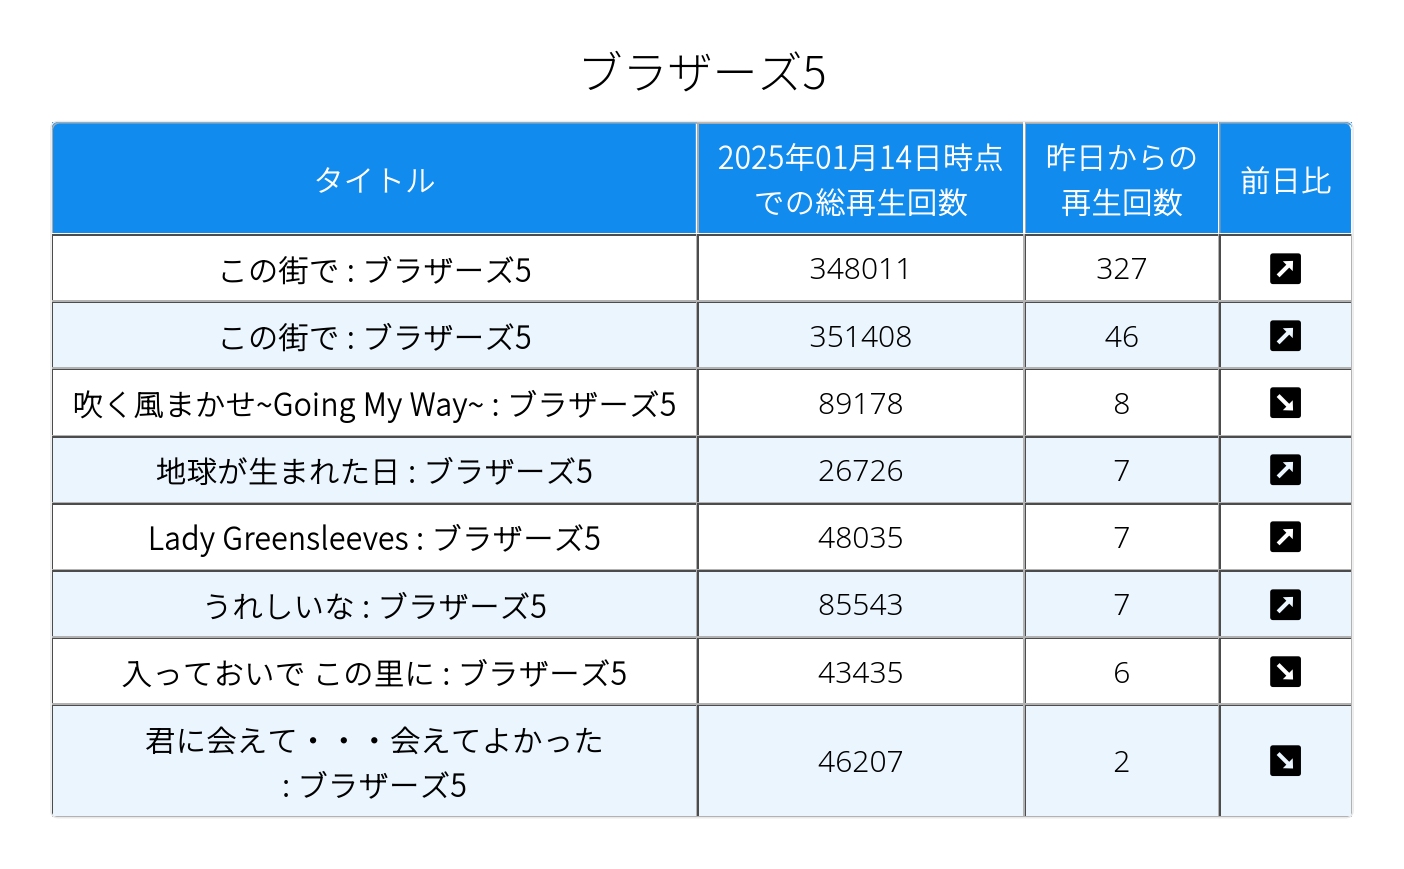 ブラザーズ5
タイトル
2025年01月14日時点
での総再生回数
昨日からの
再生回数
前日比
この街で : ブラザーズ5
348011
327
この街で : ブラザーズ5
351408
46
吹く風まかせ~Going My Way~ : ブラザーズ5
89178
8
地球が生まれた日 : ブラザーズ5
26726
7
Lady Greensleeves : ブラザーズ5
48035
7
うれしいな : ブラザーズ5
85543
7
入っておいで この里に : ブラザーズ5
43435
6
君に会えて・・・会えてよかった
: ブラザーズ5
46207
2